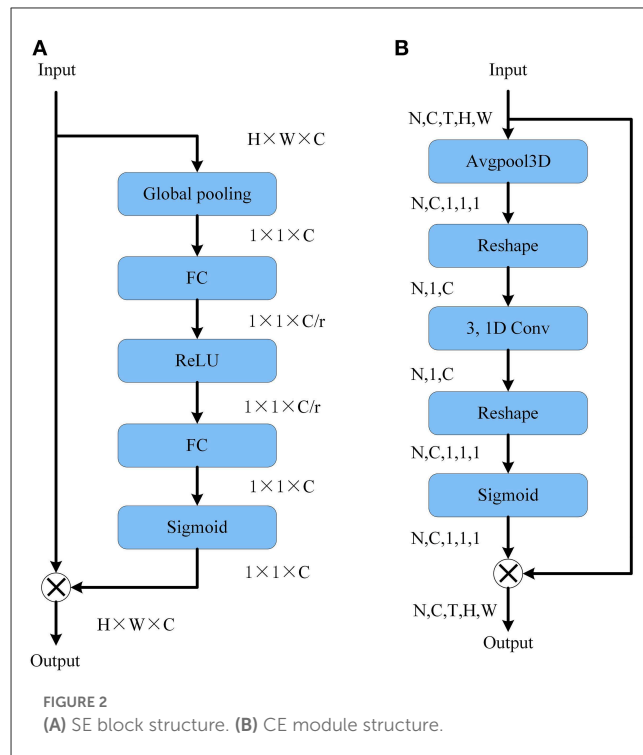 A
Input
H×W×C
Global pooling
1×1×C
FC
1×1×C/r
ReLU
1×1×C/r
FC
1×1×C
Sigmoid
1×1×C
H×W×C
Output
B
Input
N,C,T,H,W
Avgpool3D
N,C,1,1,1
Reshape
N,1,C
3, 1D Conv
N,1,C
Reshape
N,C,1,1,1
Sigmoid
N,C,1,1,1
N,C,T,H,W
Output
FIGURE 2
(A) SE block structure. (B) CE module structure.